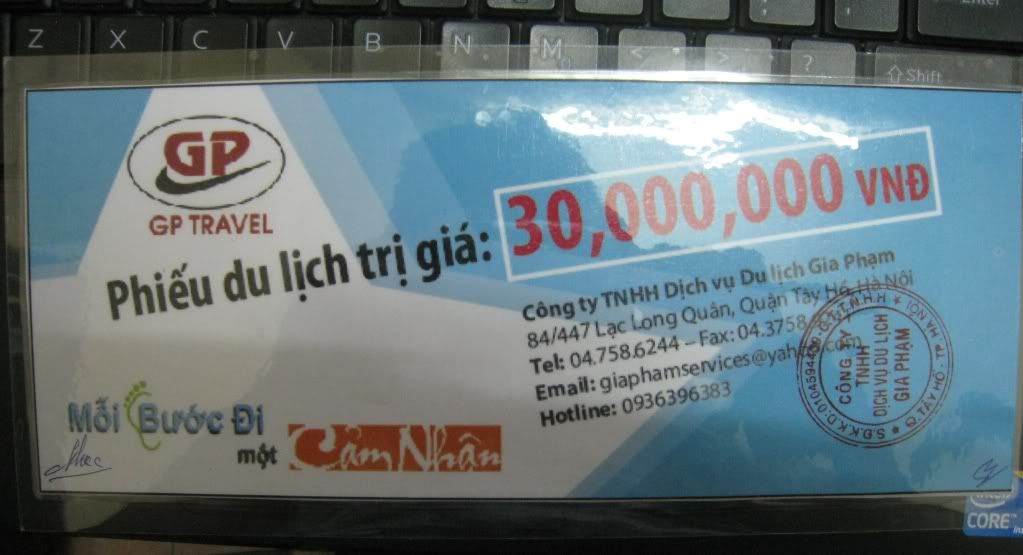 Z X C V B N M < > ? Shift
Enter
GP
GP TRAVEL
Phiếu du lịch trị giá: 30,000,000 VNĐ
Công ty TNHH Dịch vụ Du lịch Gia Phạm
84/447 Lạc Long Quân, Quận Tây Hồ, Hà Nội
Tel: 04.758.6244 – Fax: 04.3758
Email: giaphamservices@yahoo.com
Hotline: 0936396383
CÔNG TY
TNHH
DỊCH VỤ DU LỊCH
GIA PHẠM
Mỗi Bước Đi
một Cảm Nhận
CORE